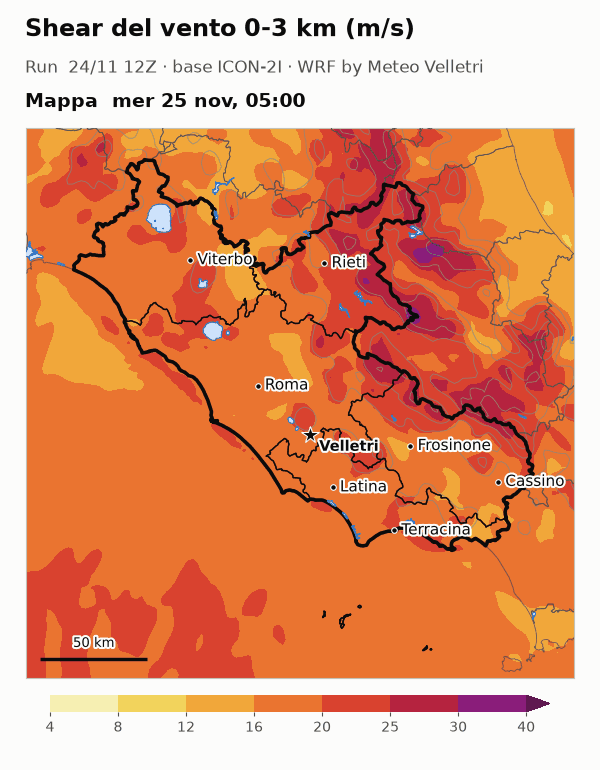 Shear del vento 0-3 km (m/s)
Run  24/11 12Z · base ICON-2I · WRF by Meteo Velletri
Mappa  mer 25 nov, 05:00
Viterbo
Rieti
Roma
Velletri
Frosinone
Latina
Cassino
Terracina
50 km
4 8 12 16 20 25 30 40